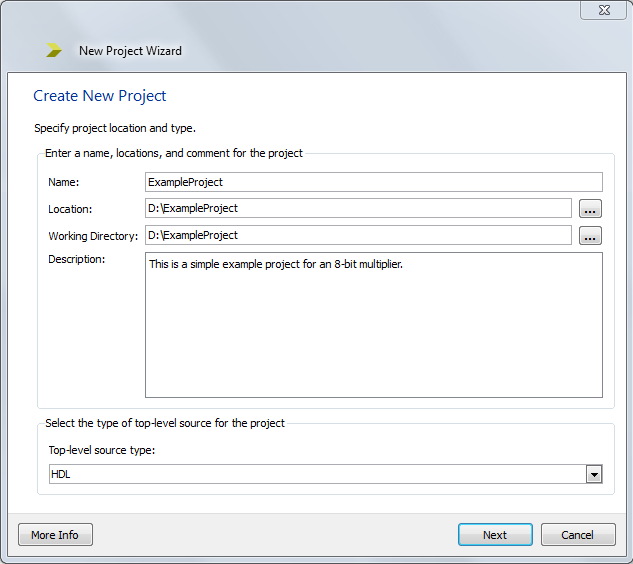 New Project Wizard
Create New Project
Specify project location and type.
Enter a name, locations, and comment for the project
Name: ExampleProject
Location: D:\ExampleProject ...
Working Directory: D:\ExampleProject ...
Description: This is a simple example project for an 8-bit multiplier.
Select the type of top-level source for the project
Top-level source type:
HDL
More Info Next Cancel